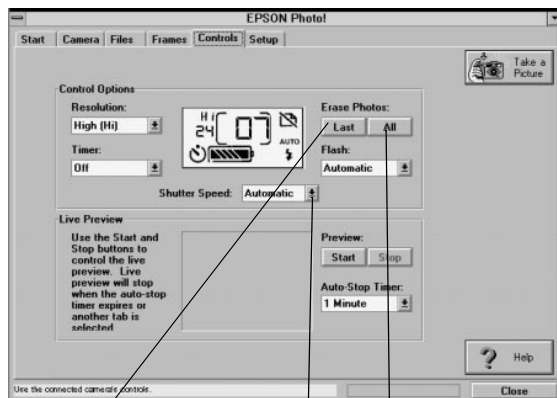 EPSON Photo!
Start Camera Files Frames Controls Setup
Take a
Picture
Control Options
Resolution:
High (Hi)
Timer:
Off
Hi
24
07
AUTO
Erase Photos:
Last All
Flash:
Automatic
Shutter Speed: Automatic
Live Preview
Use the Start and
Stop buttons to
control the live
preview. Live
preview will stop
when the auto-stop
timer expires or
another tab is
selected
Preview:
Start Stop
Auto-Stop Timer:
1 Minute
? Help
Use the connected camera's controls.
Close